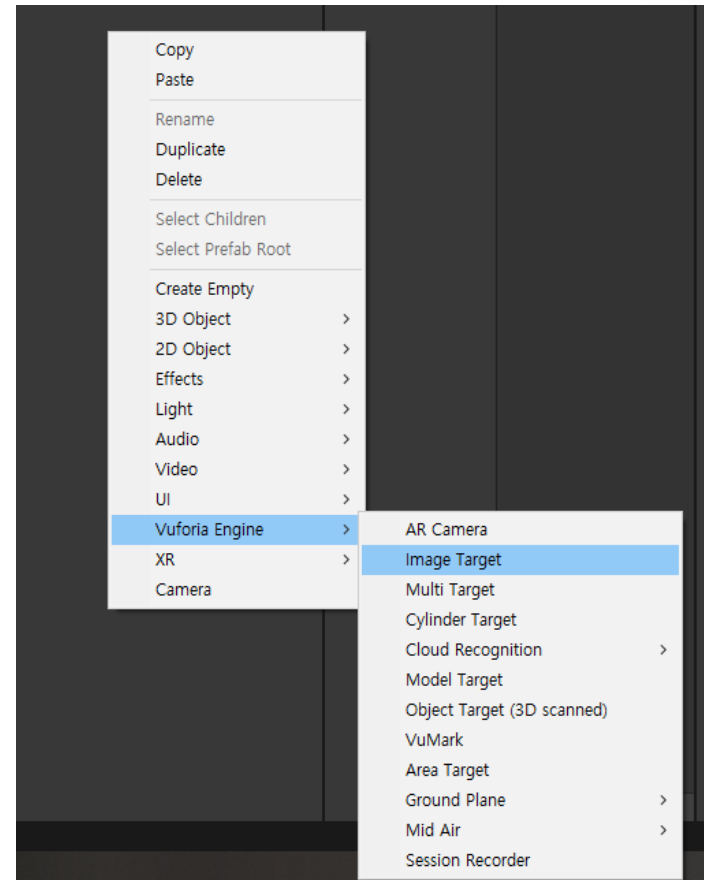 Copy
Paste
Rename
Duplicate
Delete
Select Children
Select Prefab Root
Create Empty
3D Object
2D Object
Effects
Light
Audio
Video
UI
Vuforia Engine
XR
Camera
AR Camera
Image Target
Multi Target
Cylinder Target
Cloud Recognition
Model Target
Object Target (3D scanned)
VuMark
Area Target
Ground Plane
Mid Air
Session Recorder